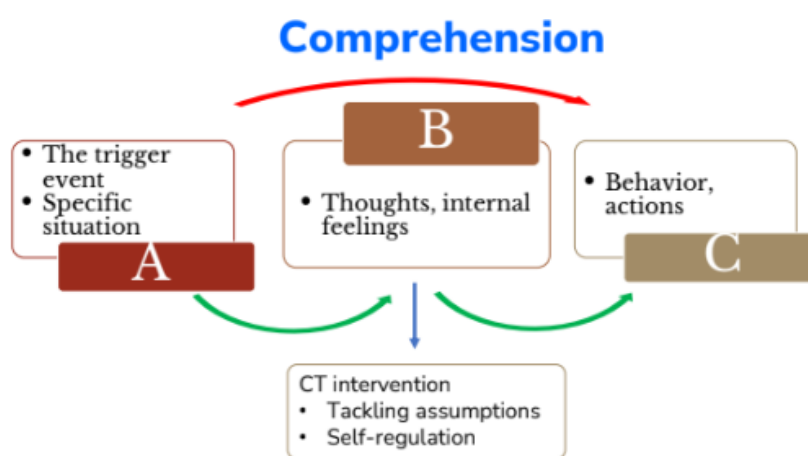 Comprehension
A
• The trigger
event
• Specific
situation
B
• Thoughts, internal
feelings
C
• Behavior,
actions
CT intervention
• Tackling assumptions
• Self-regulation